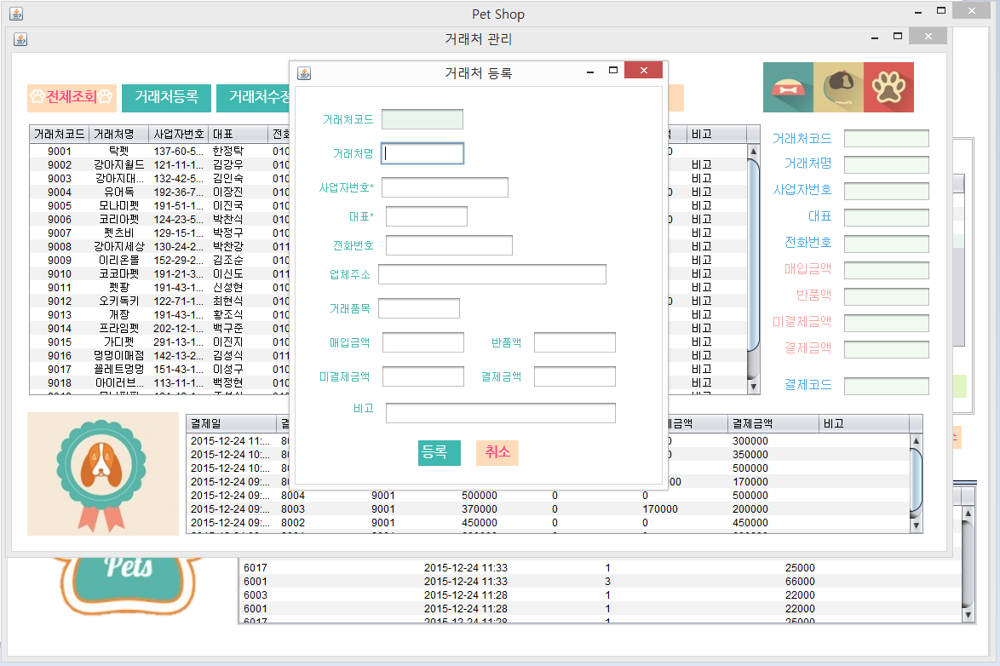 Pet Shop
거래처 관리
거래처 등록
전체조회 거래처등록 거래처수정
거래처코드
거래처명
사업자번호*
대표*
전화번호
업체주소
거래품목
매입금액 반품액
미결제금액 결제금액
비고
등록 취소
거래처코드 거래처명 사업자번호 대표 비고
9001 탁펫 137-60-5... 한정탁 010
9002 강아지월드 121-11-1... 김강우 010 비고
9003 강아지대... 132-42-5... 김인숙 010 비고
9004 유어독 192-36-7... 이장진 010 비고
9005 모나미펫 191-51-1... 이진국 010 비고
9006 코리아펫 124-23-5... 박찬식 010 비고
9007 펫츠비 129-15-1... 박정구 010 비고
9008 강아지세상 130-24-2... 박찬강 011 비고
9009 이리온몰 152-29-2... 김조순 010 비고
9010 코코마펫 191-21-3... 이신도 011 비고
9011 펫팡 191-43-1... 신성현 010 비고
9012 오키독키 122-71-1... 최현식 010 비고
9013 개짱 191-43-1... 황조식 010 비고
9014 프라임펫 202-12-1... 백구준 010 비고
9015 가디펫 291-13-1... 이진지 010 비고
9016 멍멍이매점 142-13-2... 김성식 010 비고
9017 꼴레트멍멍 151-43-1... 이성구 010 비고
9018 아이러브... 113-11-1... 백정현 010 비고
거래처코드
거래처명
사업자번호
대표
전화번호
매입금액
반품액
미결제금액
결제금액
결제코드
결제일 결제금액 비고
2015-12-24 11:... 300000
2015-12-24 10:... 350000
2015-12-24 10:... 500000
2015-12-24 09:... 170000
2015-12-24 09:... 8004 9001 500000 0 0 500000
2015-12-24 09:... 8003 9001 370000 0 170000 200000
2015-12-24 09:... 8002 9001 450000 0 0 450000
Pets
6017 2015-12-24 11:33 1 25000
6001 2015-12-24 11:33 3 66000
6003 2015-12-24 11:28 1 22000
6001 2015-12-24 11:28 1 22000
6017 2015-12-24 11:28 1 25000